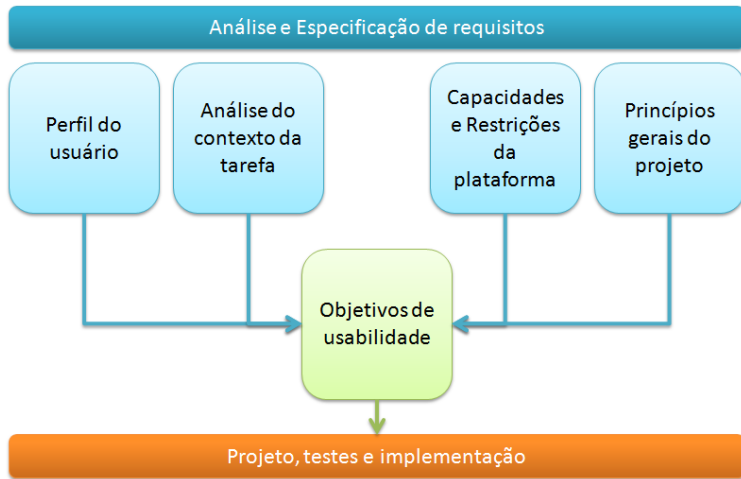 Análise e Especificação de requisitos
Perfil do
usuário
Análise do
contexto da
tarefa
Capacidades
e Restrições
da
plataforma
Princípios
gerais do
projeto
Objetivos de
usabilidade
Projeto, testes e implementação